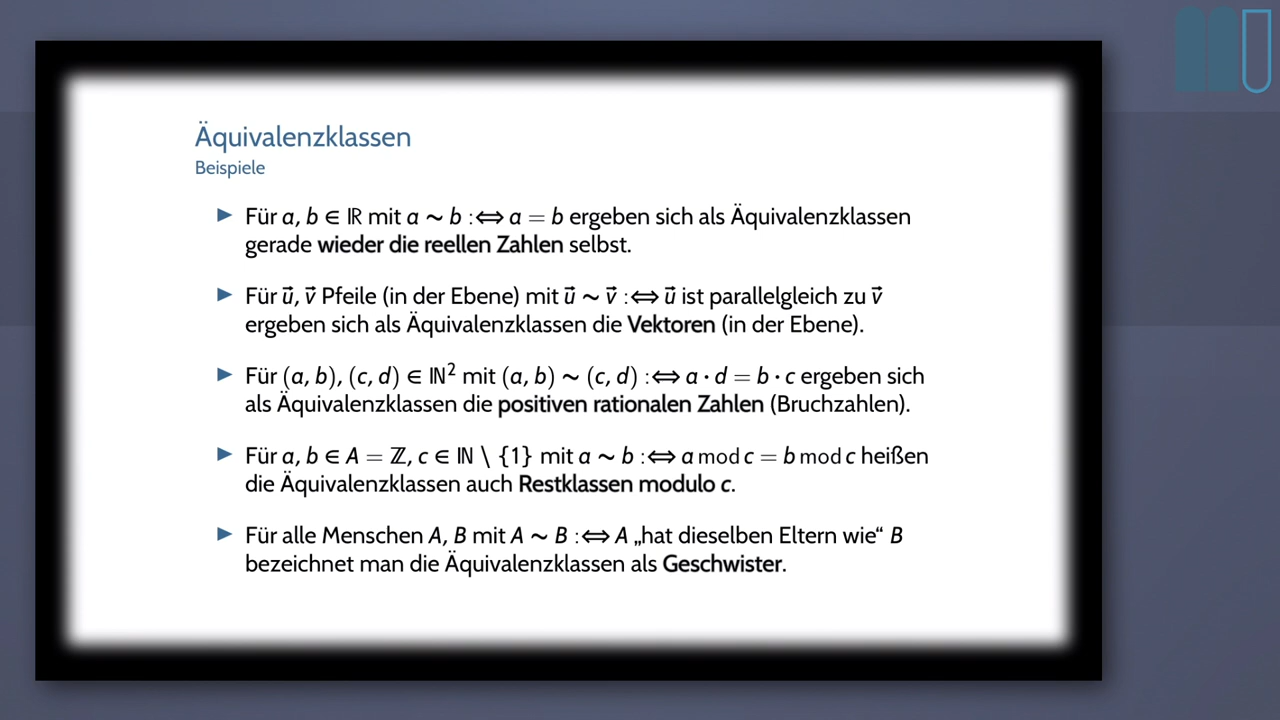 Äquivalenzklassen
Beispiele
► Für a, b ∈ ℝ mit a ∼ b :⟺ a = b ergeben sich als Äquivalenzklassen
gerade wieder die reellen Zahlen selbst.
► Für u⃗, v⃗ Pfeile (in der Ebene) mit u⃗ ∼ v⃗ :⟺ u⃗ ist parallelgleich zu v⃗
ergeben sich als Äquivalenzklassen die Vektoren (in der Ebene).
► Für (a, b), (c, d) ∈ ℕ² mit (a, b) ∼ (c, d) :⟺ a · d = b · c ergeben sich
als Äquivalenzklassen die positiven rationalen Zahlen (Bruchzahlen).
► Für a, b ∈ A = ℤ, c ∈ ℕ \ {1} mit a ∼ b :⟺ a mod c = b mod c heißen
die Äquivalenzklassen auch Restklassen modulo c.
► Für alle Menschen A, B mit A ∼ B :⟺ A „hat dieselben Eltern wie“ B
bezeichnet man die Äquivalenzklassen als Geschwister.